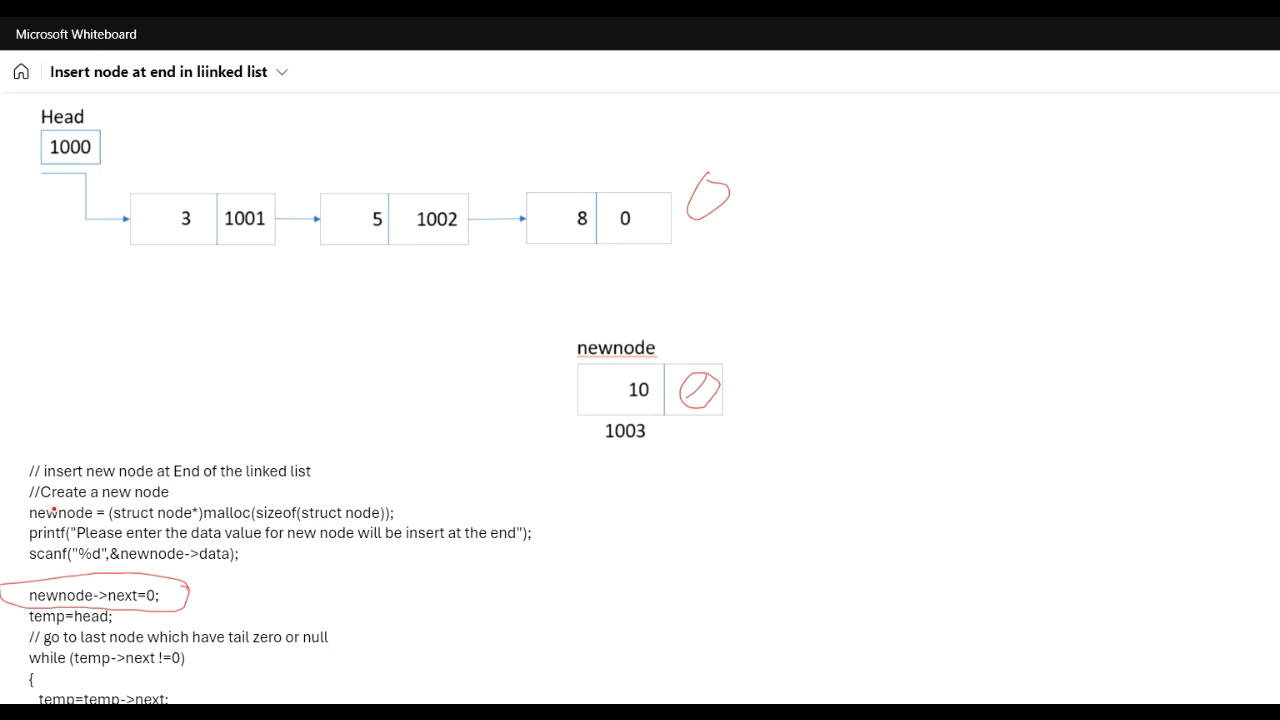 Microsoft Whiteboard
Insert node at end in liinked list
Head
1000
3 1001 5 1002 8 0
newnode
10
1003
// insert new node at End of the linked list
//Create a new node
newnode = (struct node*)malloc(sizeof(struct node));
printf("Please enter the data value for new node will be insert at the end");
scanf("%d",&newnode->data);
newnode->next=0;
temp=head;
// go to last node which have tail zero or null
while (temp->next !=0)
{
temp=temp->next;